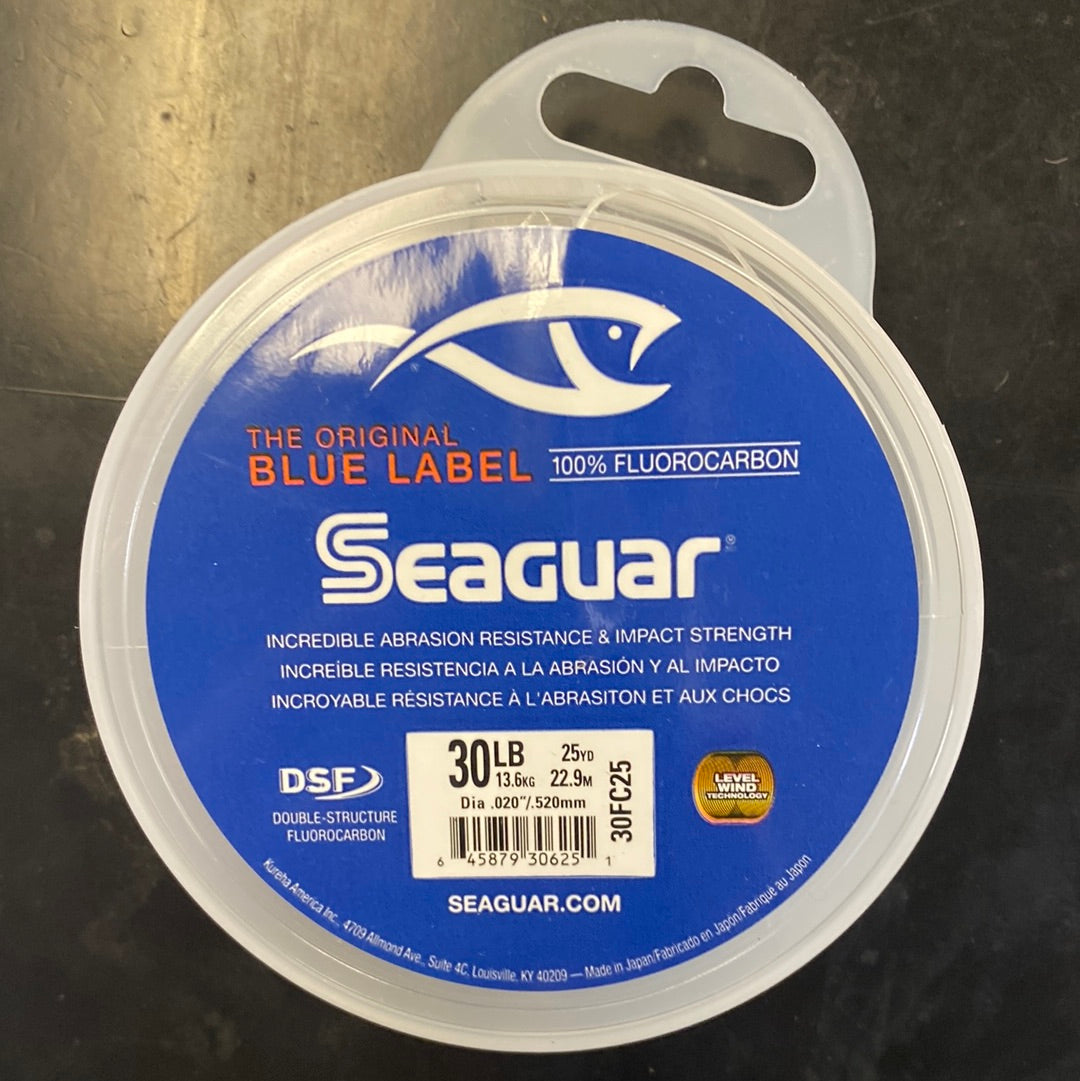 THE ORIGINAL
BLUE LABEL
100% FLUOROCARBON
SEAGUAR®
INCREDIBLE ABRASION RESISTANCE & IMPACT STRENGTH
INCREÍBLE RESISTENCIA A LA ABRASIÓN Y AL IMPACTO
INCROYABLE RÉSISTANCE À L'ABRASITON ET AUX CHOCS
DSF
DOUBLE-STRUCTURE
FLUOROCARBON
30LB 25YD
13.6KG 22.9M
Dia .020"/.520mm
6 45879 30625 1
30FC25
LEVEL
WIND
TECHNOLOGY
SEAGUAR.COM
Kureha America Inc., 4709 Allmond Ave., Suite 4C, Louisville, KY 40209 — Made in Japan/Fabricado en Japón/Fabriqué au Japon